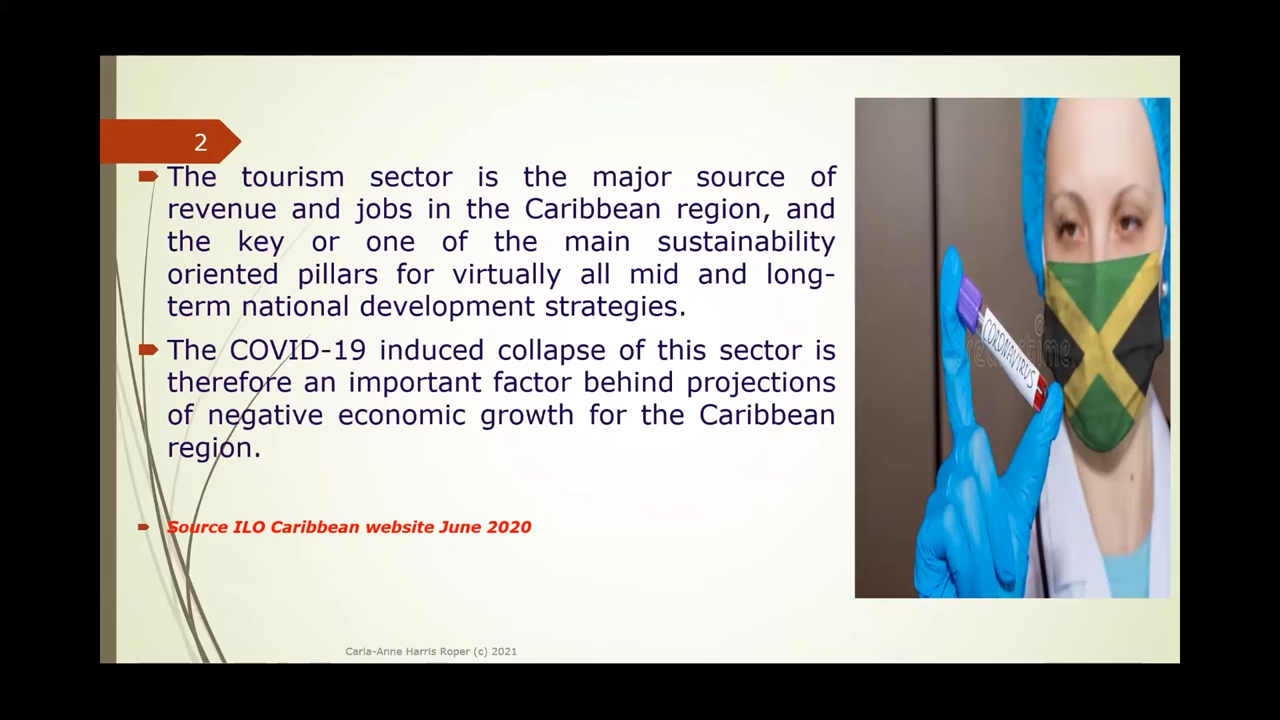 2
The tourism sector is the major source of
revenue and jobs in the Caribbean region, and
the key or one of the main sustainability
oriented pillars for virtually all mid and long-
term national development strategies.
The COVID-19 induced collapse of this sector is
therefore an important factor behind projections
of negative economic growth for the Caribbean
region.
Source ILO Caribbean website June 2020
CORONAVIRUS
dreamstime
Carla-Anne Harris Roper (c) 2021